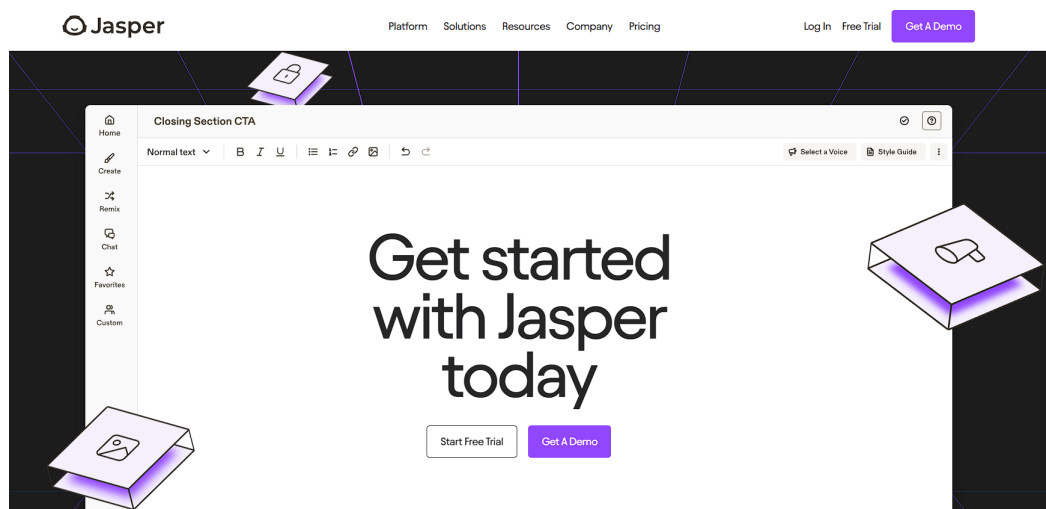 Jasper
Platform Solutions Resources Company Pricing
Log In Free Trial Get A Demo
Home
Closing Section CTA
Normal text B I U Select a Voice Style Guide
Create
Remix
Chat
Favorites
Custom
Get started
with Jasper
today
Start Free Trial Get A Demo